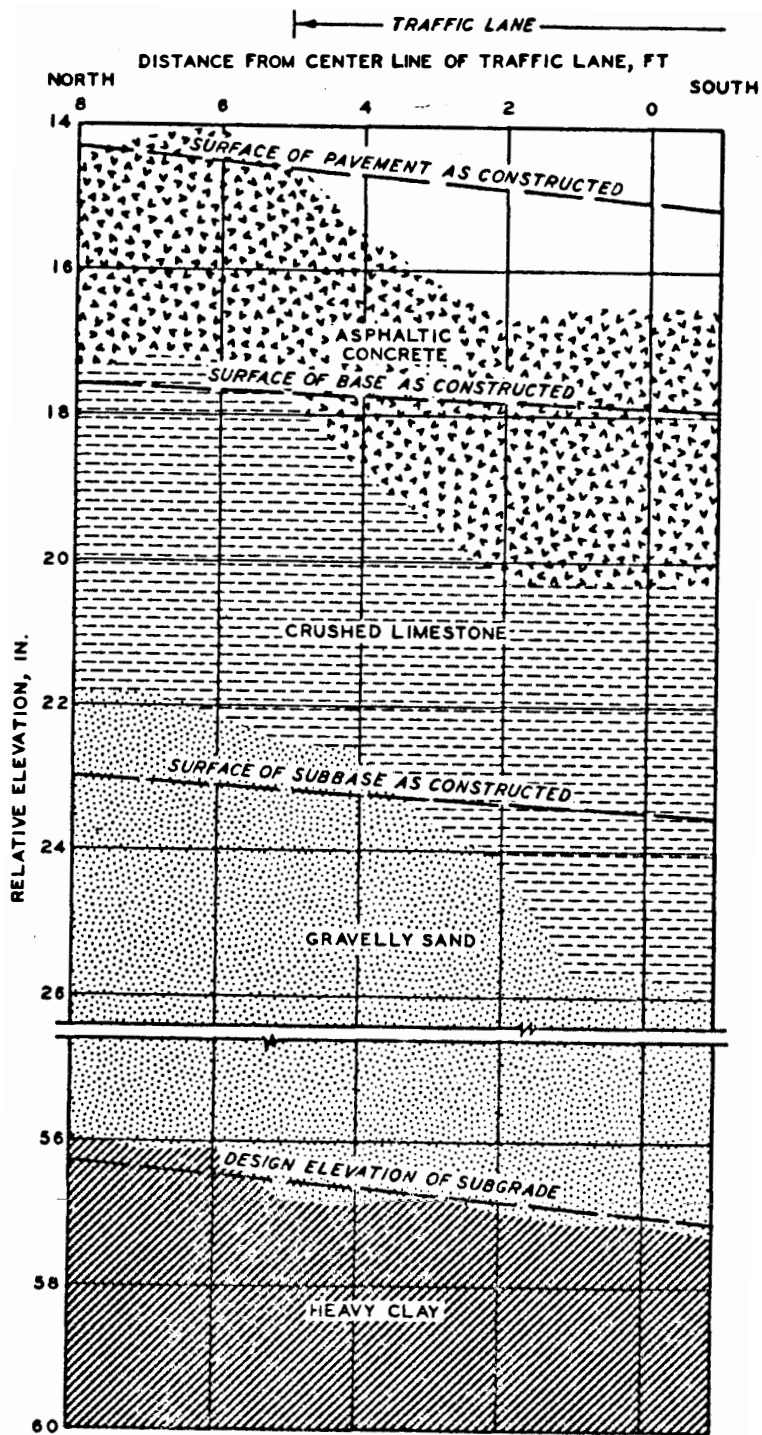 TRAFFIC LANE
DISTANCE FROM CENTER LINE OF TRAFFIC LANE, FT
NORTH
SOUTH
8 6 4 2 0
14
SURFACE OF PAVEMENT AS CONSTRUCTED
16
ASPHALTIC
CONCRETE
SURFACE OF BASE AS CONSTRUCTED
18
20
CRUSHED LIMESTONE
22
SURFACE OF SUBBASE AS CONSTRUCTED
24
GRAVELLY SAND
26
RELATIVE ELEVATION, IN.
56
DESIGN ELEVATION OF SUBGRADE
58
HEAVY CLAY
60